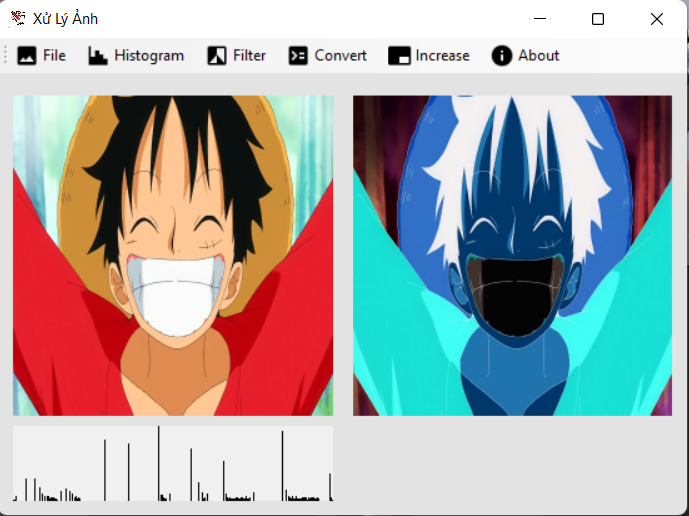 Xử Lý Ảnh
File Histogram Filter Convert Increase About